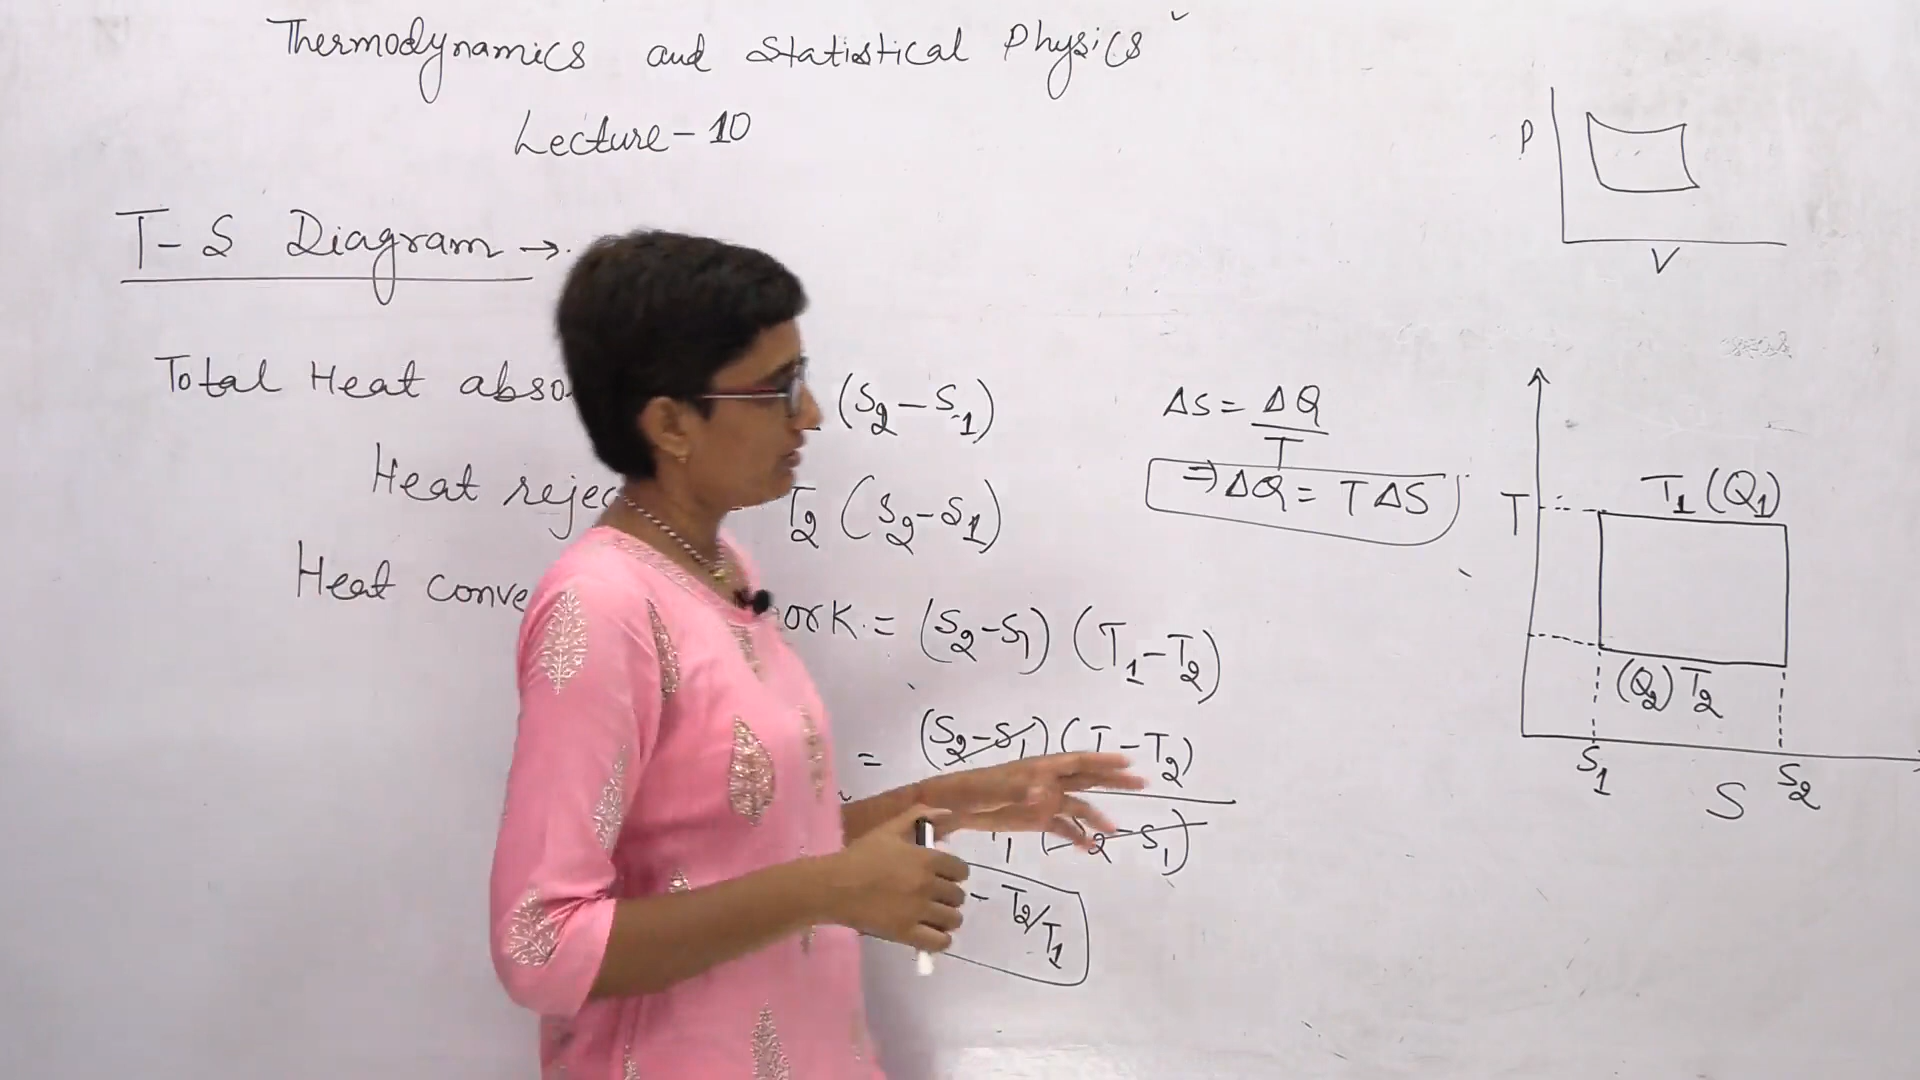 Thermodynamics and Statistical Physics
Lecture-10
T-S Diagram →
Total Heat abso
(S₂-S₁)
Heat rejec
T₂ (S₂-S₁)
Heat conve
ork = (S₂-S₁) (T₁-T₂)
= (S₂-S₁) (T -T₂)
T₁ (S₂-S₁)
- T₂/T₁
ΔS = ΔQ
T
⇒ ΔQ = TΔS
P
V
T
T₁ (Q₁)
(Q₂) T₂
S₁
S
S₂